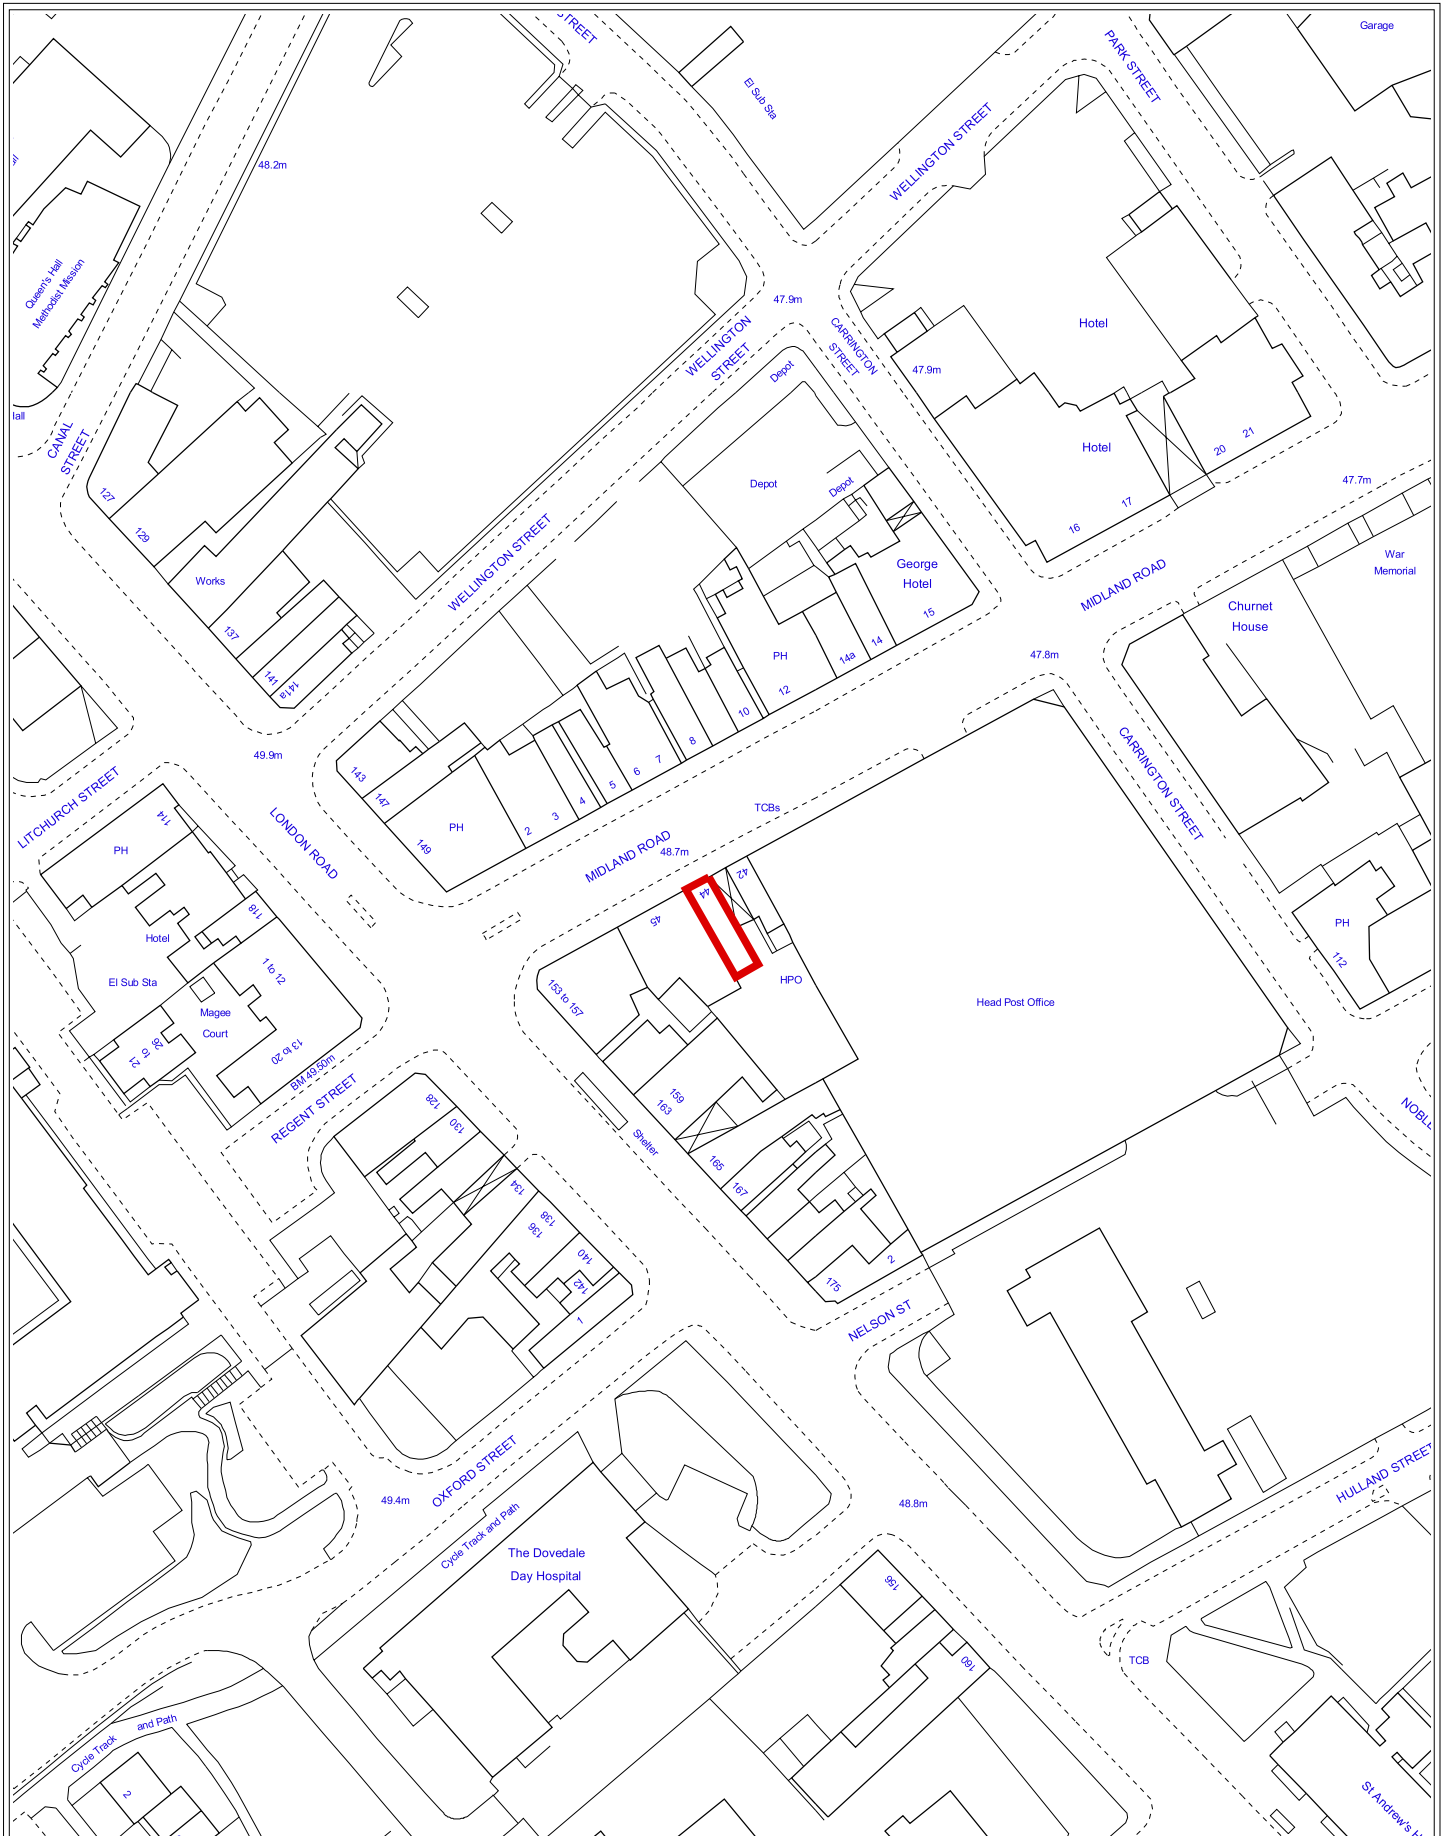 STREET
PARK STREET
Garage
El Sub Sta
WELLINGTON STREET
48.2m
Queen's Hall
Methodist Mission
47.9m
WELLINGTON
STREET
CARRINGTON
STREET
Hotel
47.9m
Depot
CANAL
STREET
Hotel
20
21
47.7m
Depot
Depot
127
129
17
16
WELLINGTON STREET
Works
George
Hotel
MIDLAND ROAD
War
Memorial
Churnet
House
137
15
141
141a
PH
14a
14
47.8m
12
10
8
7
6
5
4
3
2
49.9m
143
147
149
PH
LITCHURCH STREET
LONDON ROAD
CARRINGTON STREET
TCBs
MIDLAND ROAD
48.7m
114
PH
42
44
45
118
Hotel
PH
112
El Sub Sta
1 to 12
HPO
Head Post Office
153 to 157
Magee
Court
26 to 21
13 to 20
BM 49.50m
REGENT STREET
159
163
128
130
Shelter
165
167
134
138
136
140
142
1
2
175
NELSON ST
OXFORD STREET
49.4m
48.8m
HULLAND STREET
Cycle Track and Path
The Dovedale
Day Hospital
156
160
TCB
Cycle Track
and Path
2
St Andrew's H